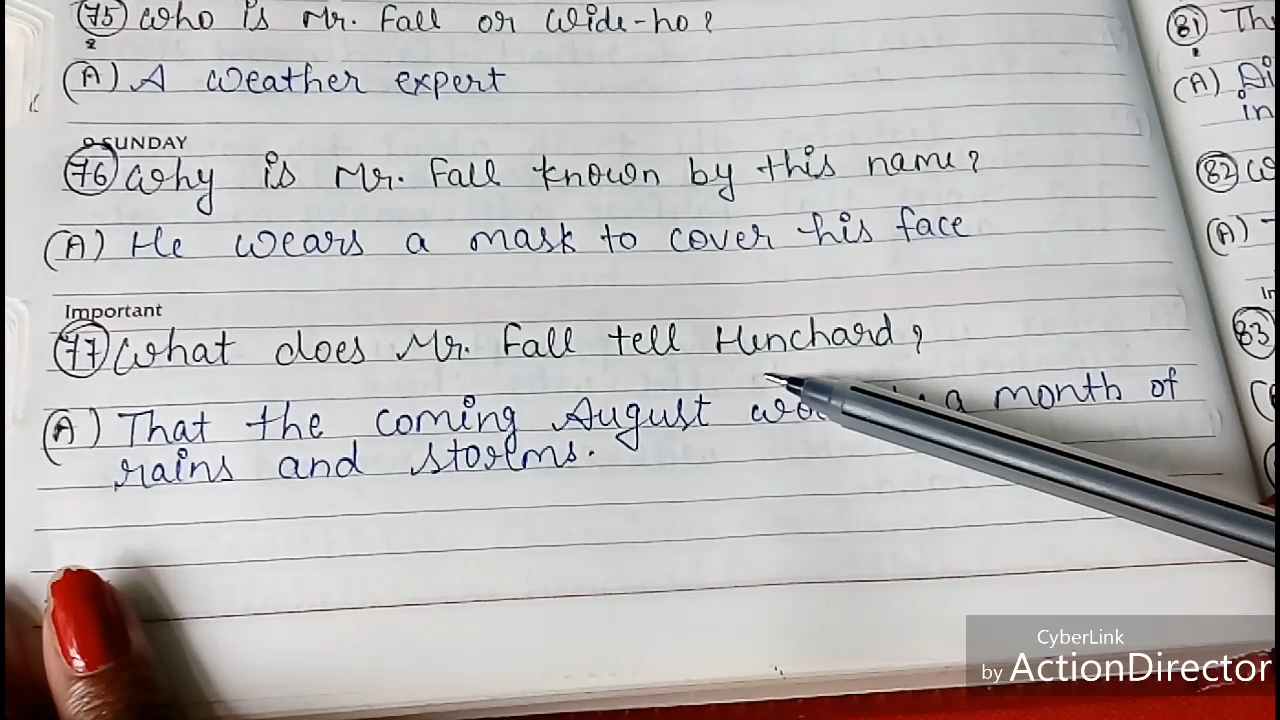 75 Who is Mr. Fall or Wide-ho?
(A) A weather expert
SUNDAY
76 Why is Mr. Fall known by this name?
(A) He wears a mask to cover his face
Important
77 What does Mr. Fall tell Henchard?
(A) That the coming August a month of
rains and storms.
81 Th
(A) Di
in
82 W
(A)
83
CyberLink
by ActionDirector